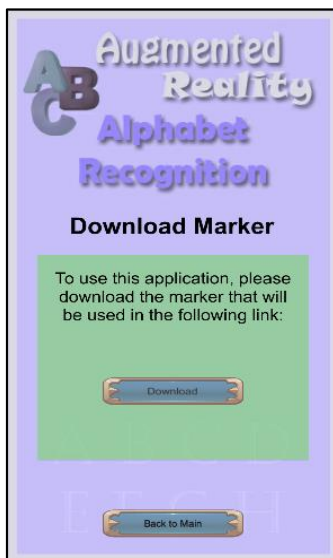 Augmented
Reality
A
B
C
Alphabet
Recognition
Download Marker
To use this application, please
download the marker that will
be used in the following link:
Download
A B C D
E F G H
Back to Main